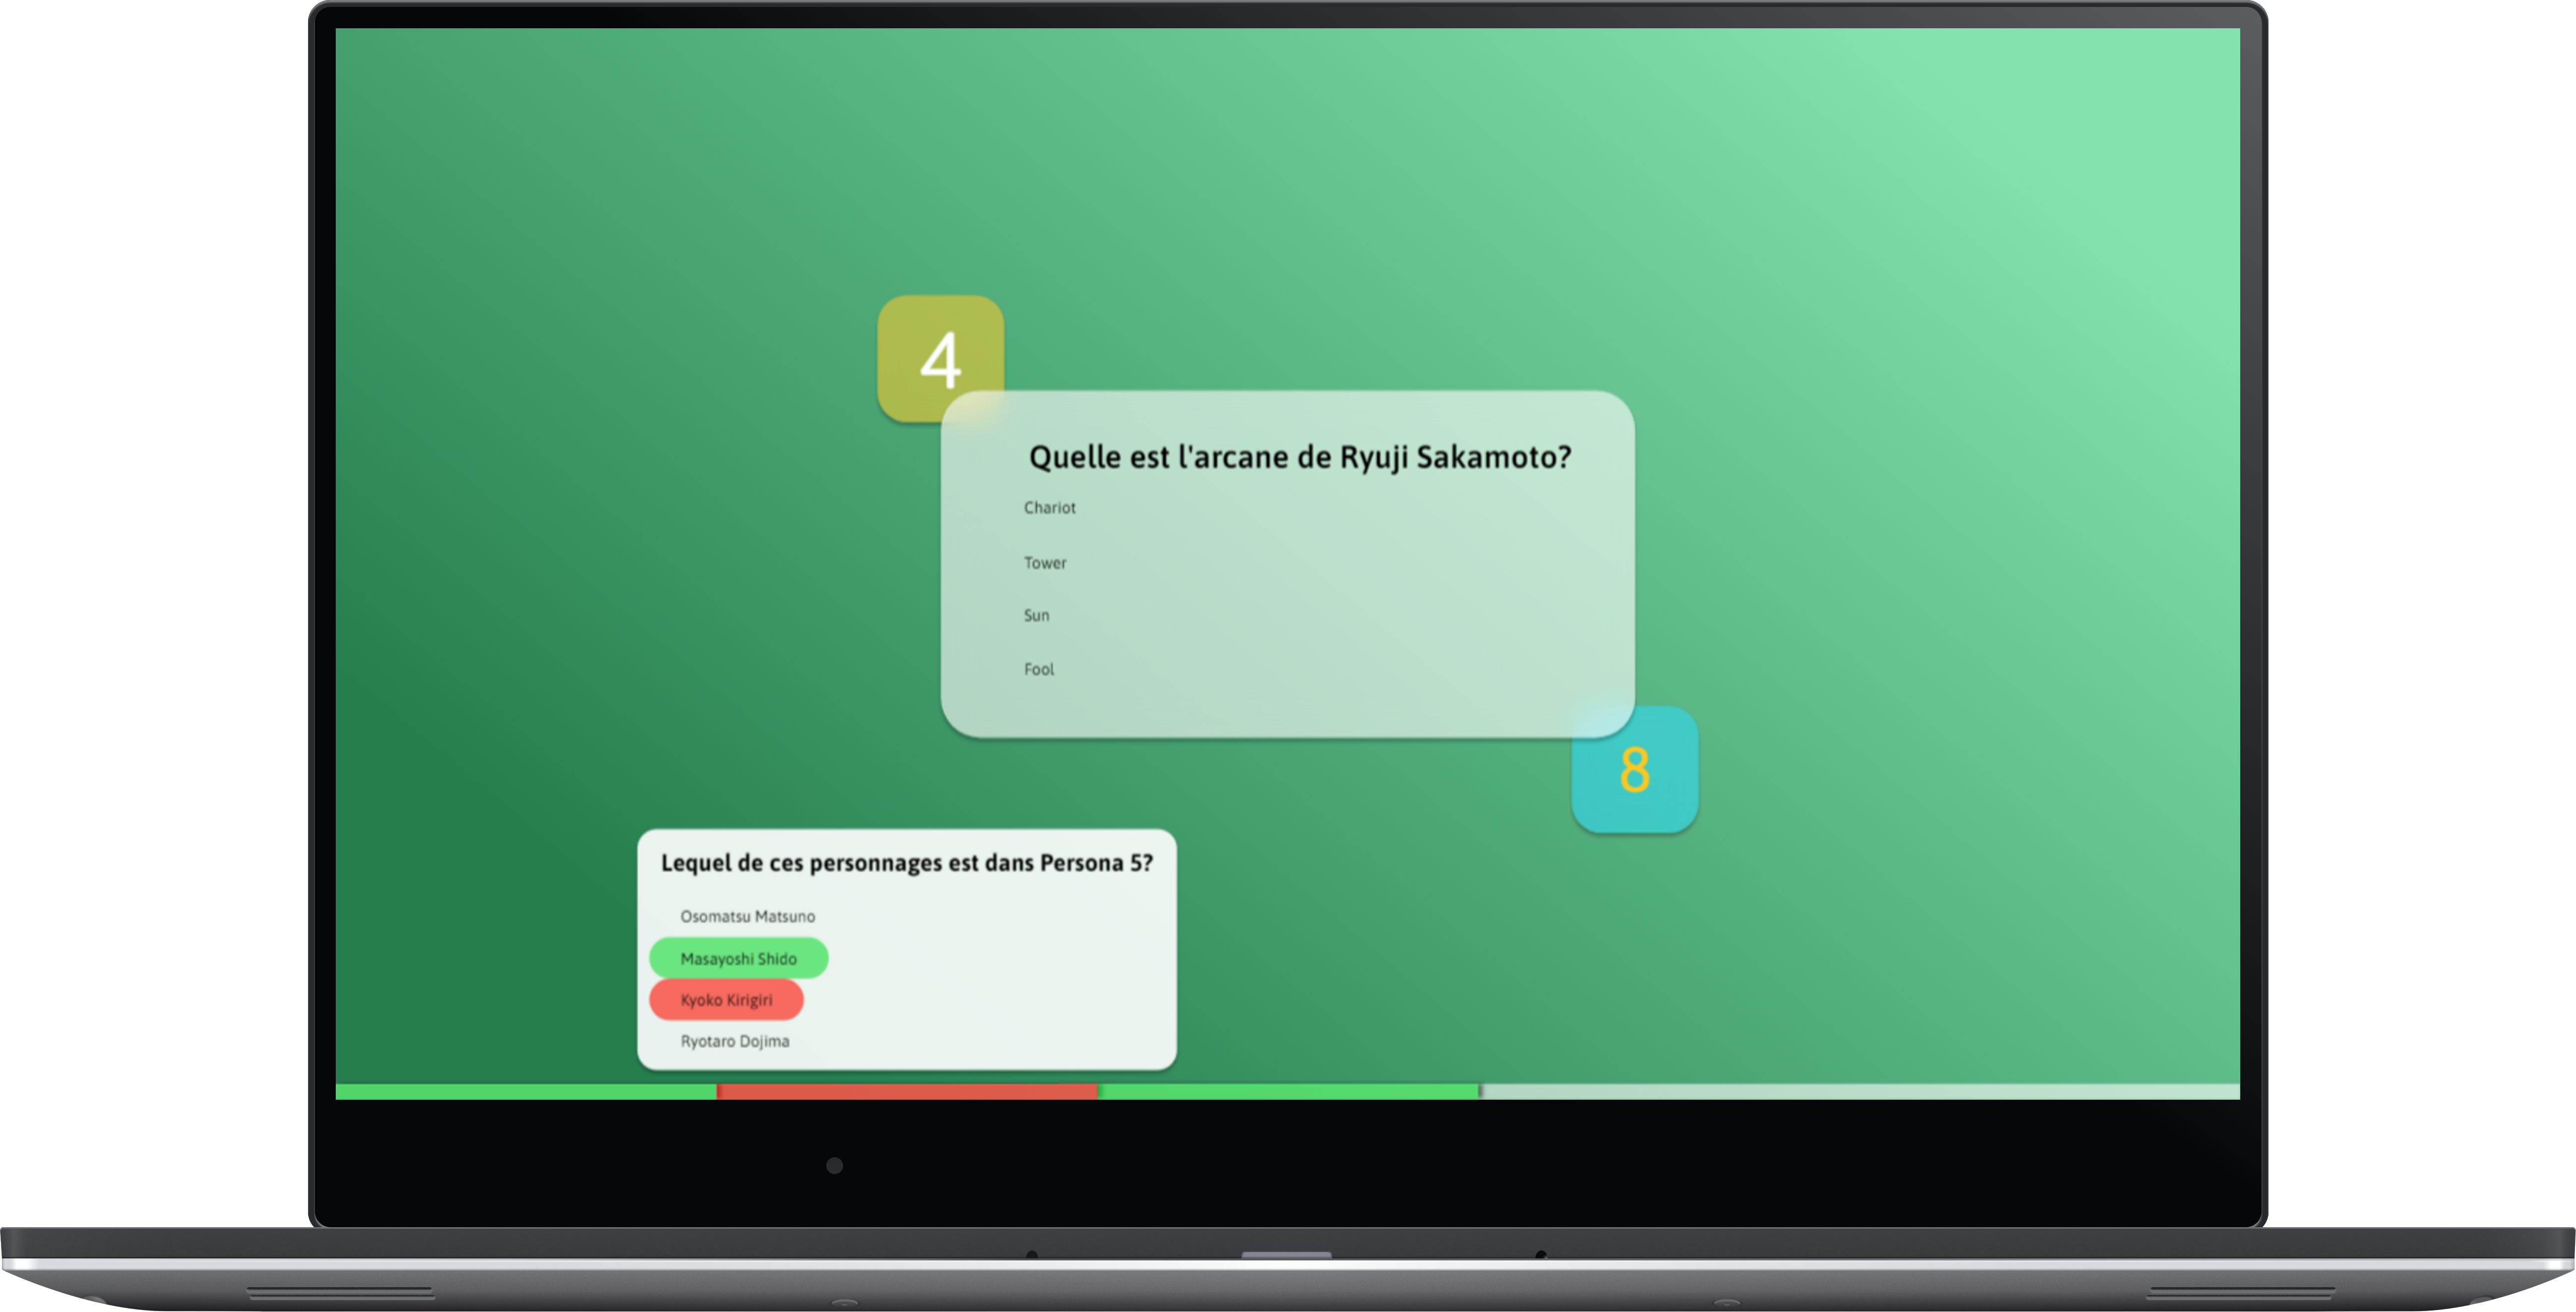 4
Quelle est l'arcane de Ryuji Sakamoto?
Chariot
Tower
Sun
Fool
8
Lequel de ces personnages est dans Persona 5?
Osomatsu Matsuno
Masayoshi Shido
Kyoko Kirigiri
Ryotaro Dojima